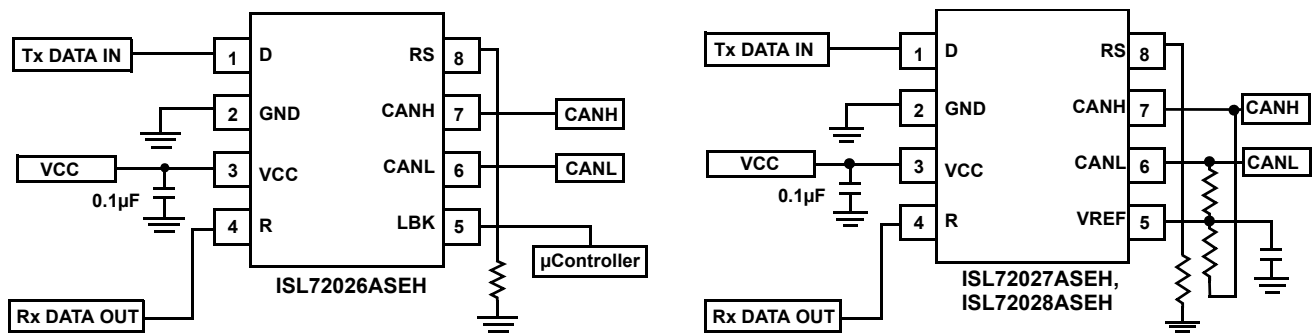 Tx DATA IN
1
D
RS
8
2
GND
CANH
7
CANH
VCC
3
VCC
CANL
6
CANL
0.1µF
4
R
LBK
5
µController
ISL72026ASEH
Rx DATA OUT
Tx DATA IN
1
D
RS
8
2
GND
CANH
7
CANH
VCC
3
VCC
CANL
6
CANL
0.1µF
4
R
VREF
5
ISL72027ASEH,
ISL72028ASEH
Rx DATA OUT